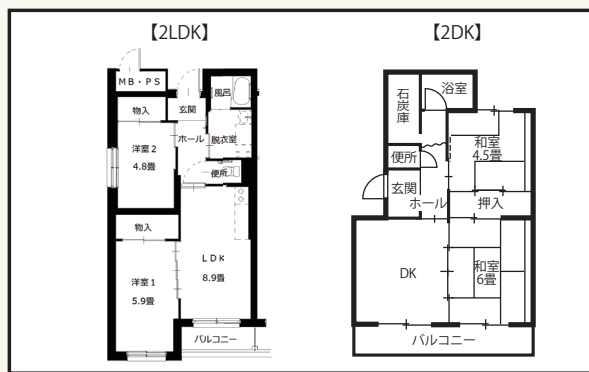 【2LDK】
MB・PS
物入
玄関
風呂
ホール
脱衣室
洋室2
4.8畳
便所
物入
LDK
8.9畳
洋室1
5.9畳
バルコニー
【2DK】
石炭庫
浴室
和室
4.5畳
便所
玄関
ホール
押入
DK
和室
6畳
バルコニー